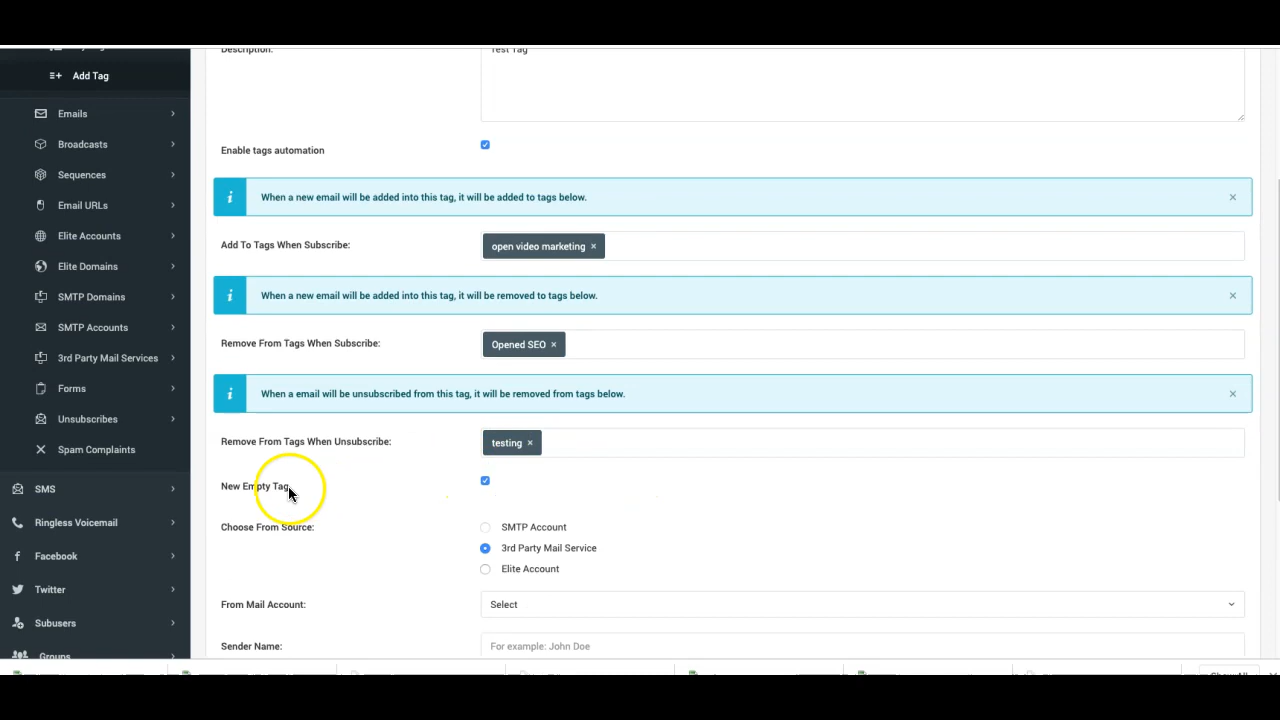 Description:
Test Tag
Add Tag
Emails
Broadcasts
Sequences
Email URLs
Elite Accounts
Elite Domains
SMTP Domains
SMTP Accounts
3rd Party Mail Services
Forms
Unsubscribes
Spam Complaints
SMS
Ringless Voicemail
Facebook
Twitter
Subusers
Groups
Enable tags automation
When a new email will be added into this tag, it will be added to tags below.
Add To Tags When Subscribe:
open video marketing ×
When a new email will be added into this tag, it will be removed to tags below.
Remove From Tags When Subscribe:
Opened SEO ×
When a email will be unsubscribed from this tag, it will be removed from tags below.
Remove From Tags When Unsubscribe:
testing ×
New Empty Tag
Choose From Source:
SMTP Account
3rd Party Mail Service
Elite Account
From Mail Account:
Select
Sender Name:
For example: John Doe
Show All